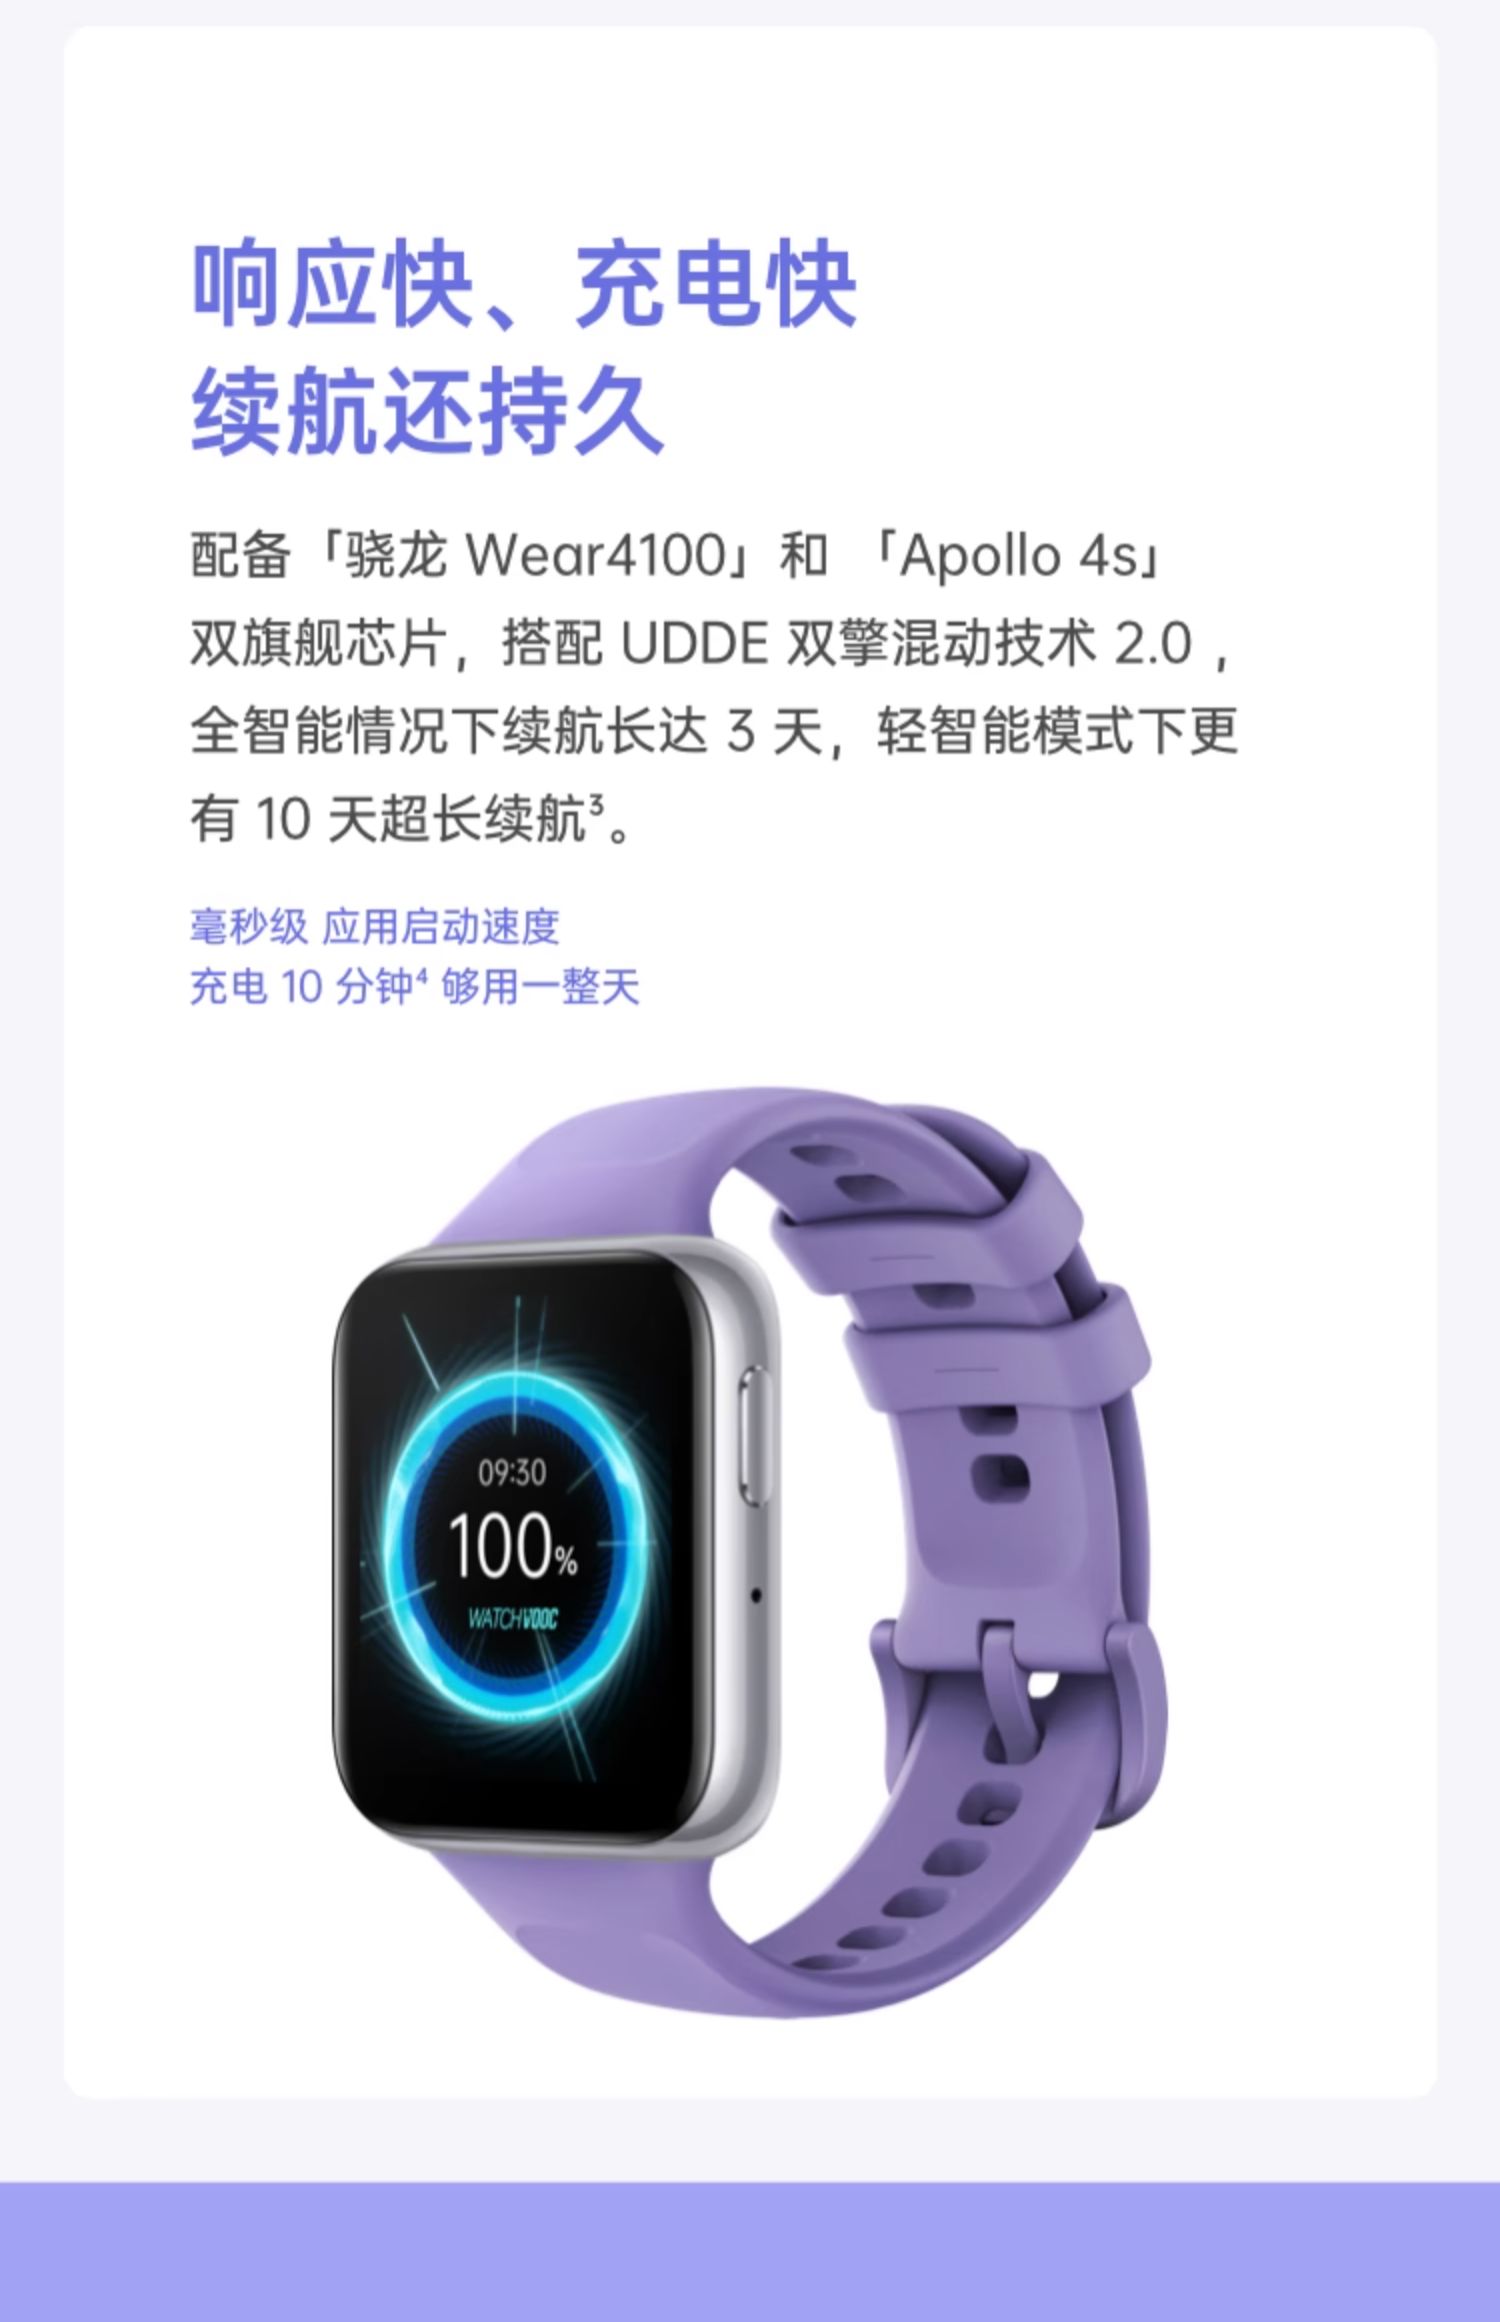 响应快、充电快
续航还持久
配备「骁龙 Wear4100」和 「Apollo 4s」
双旗舰芯片，搭配 UDDE 双擎混动技术 2.0 ，
全智能情况下续航长达 3 天，轻智能模式下更
有 10 天超长续航³。
毫秒级 应用启动速度
充电 10 分钟⁴ 够用一整天
09:30
100%
WATCHVOOC